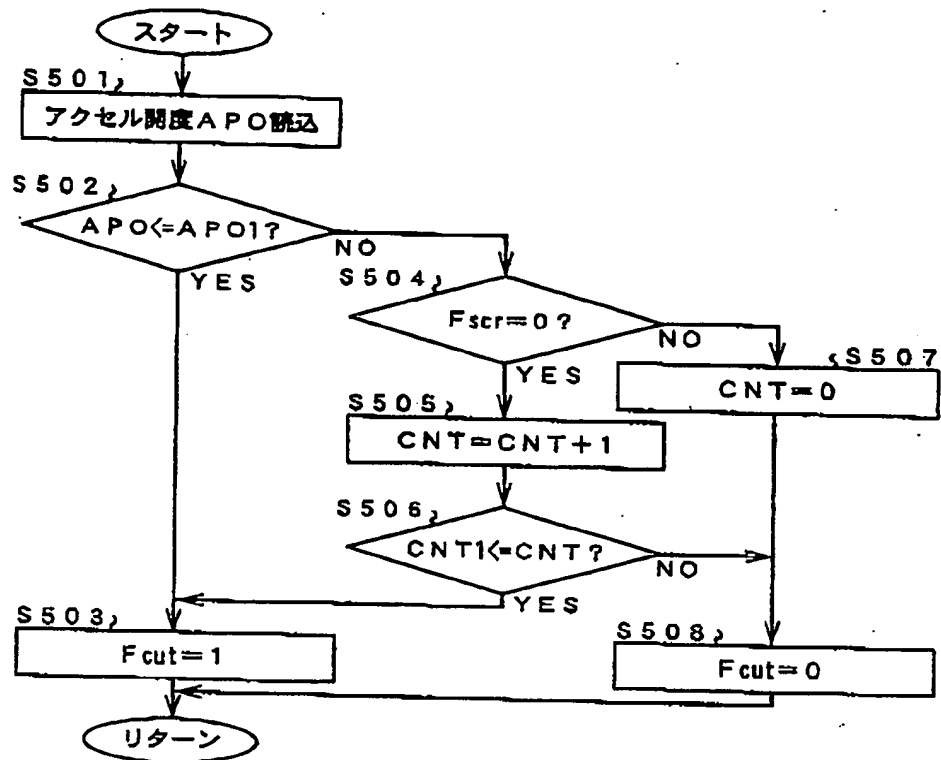 スタート
S501
アクセル開度APO読込
S502
APO<=APO1?
NO
YES
S504
Fscr=0?
NO
YES
S507
CNT=0
S505
CNT=CNT+1
S506
CNT1<=CNT?
NO
YES
S503
Fcut=1
S508
Fcut=0
リターン